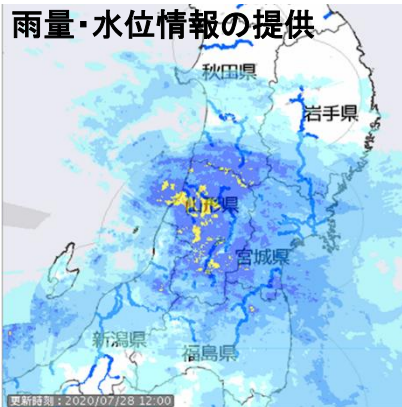 雨量・水位情報の提供
秋田県
岩手県
山形県
宮城県
新潟県
福島県
更新時刻：2020/07/28 12:00